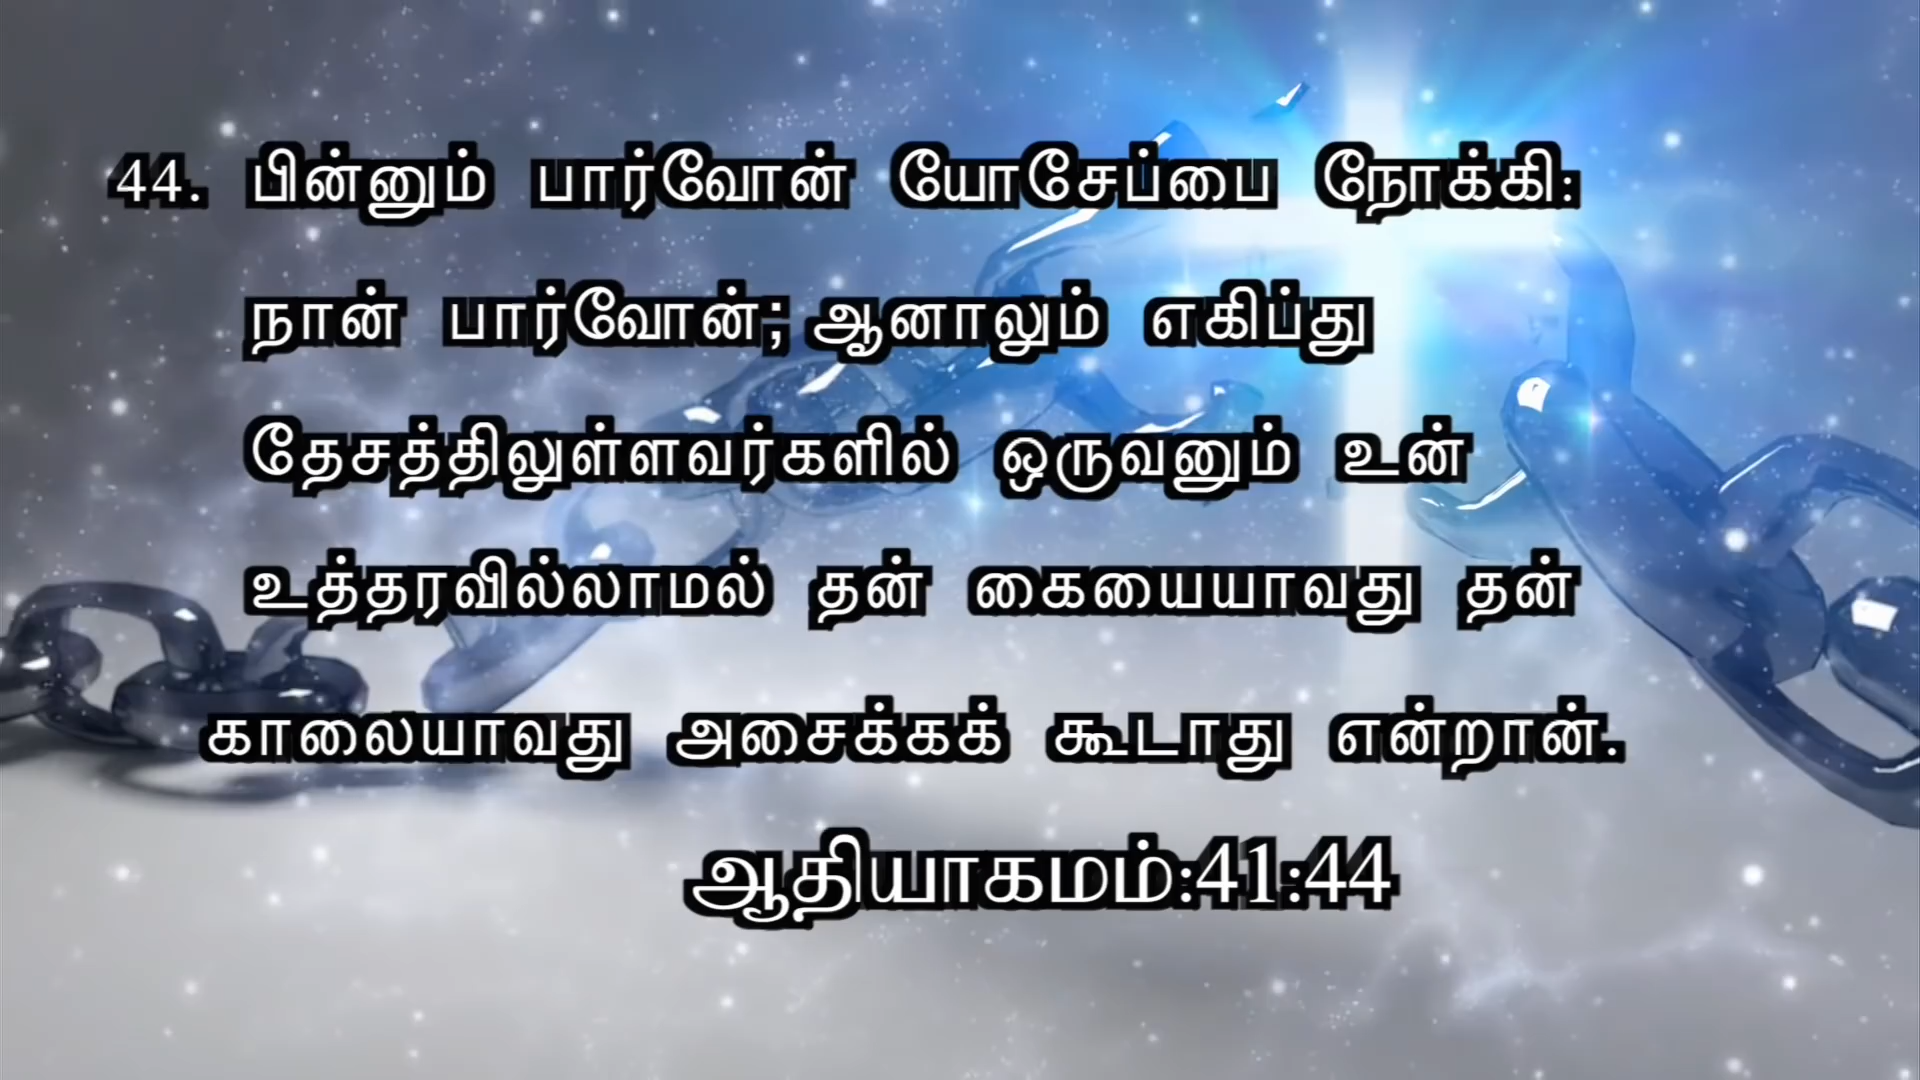 44. பின்னும் பார்வோன் யோசேப்பை நோக்கி:
நான் பார்வோன்; ஆனாலும் எகிப்து
தேசத்திலுள்ளவர்களில் ஒருவனும் உன்
உத்தரவில்லாமல் தன் கையையாவது தன்
காலையாவது அசைக்கக் கூடாது என்றான்.
ஆதியாகமம்:41:44